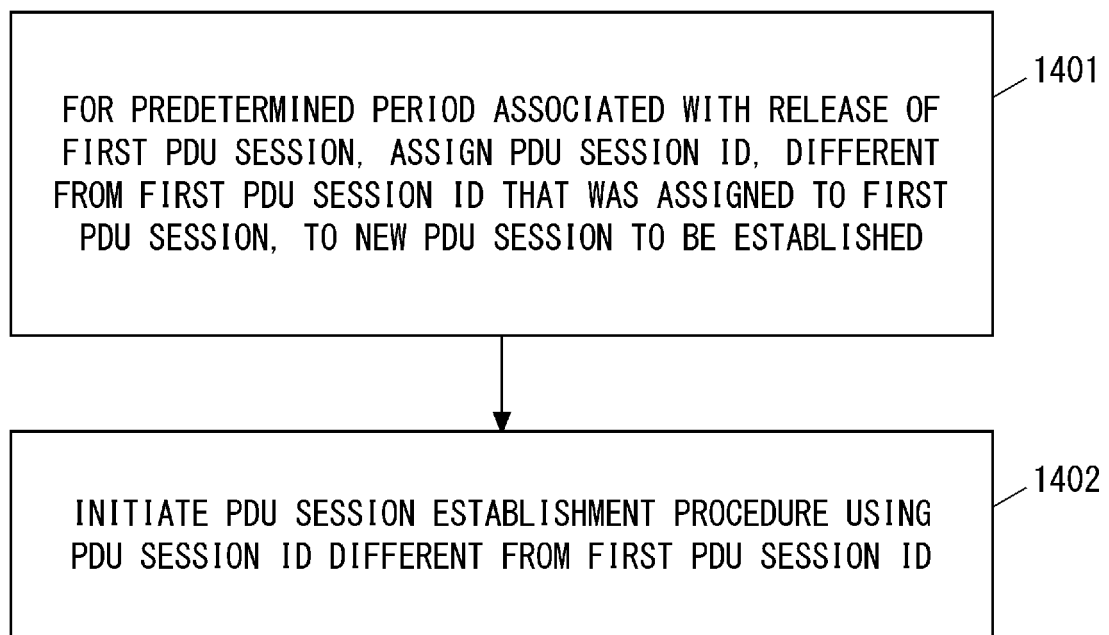 FOR PREDETERMINED PERIOD ASSOCIATED WITH RELEASE OF
FIRST PDU SESSION, ASSIGN PDU SESSION ID, DIFFERENT
FROM FIRST PDU SESSION ID THAT WAS ASSIGNED TO FIRST
PDU SESSION, TO NEW PDU SESSION TO BE ESTABLISHED
1401
INITIATE PDU SESSION ESTABLISHMENT PROCEDURE USING
PDU SESSION ID DIFFERENT FROM FIRST PDU SESSION ID
1402